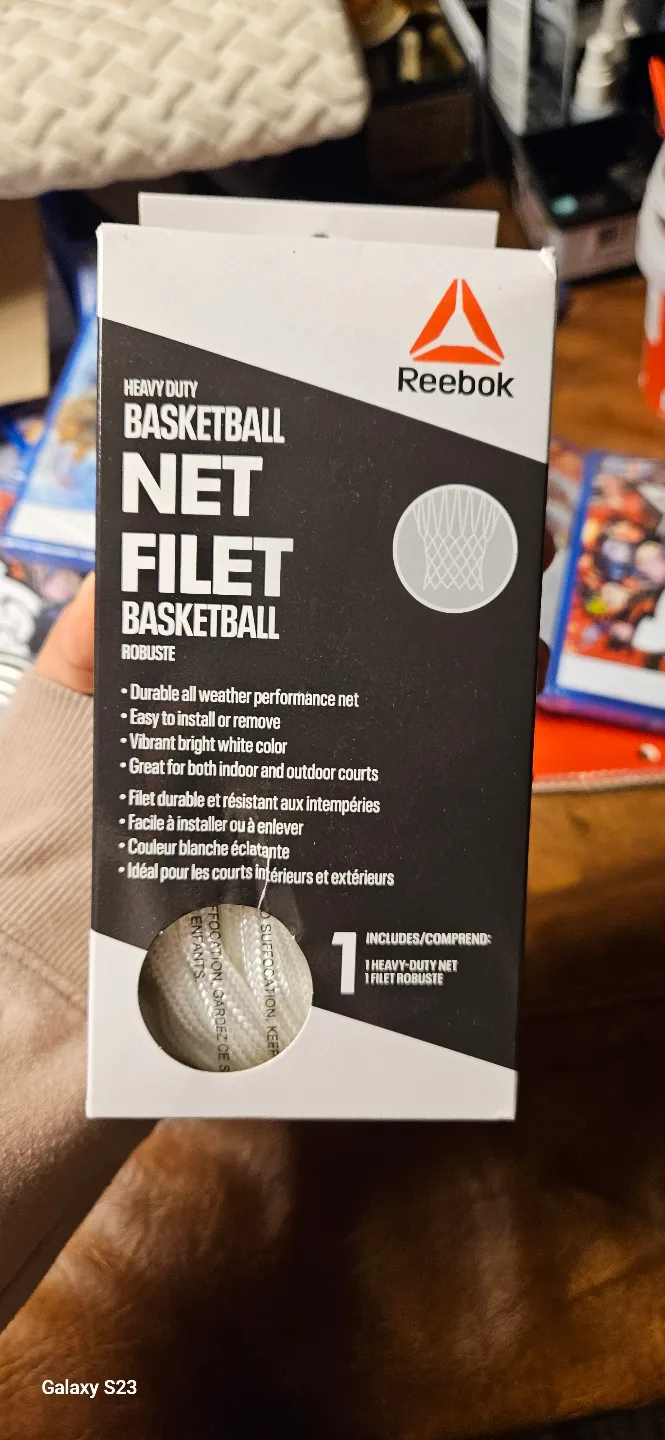 Reebok
HEAVY DUTY
BASKETBALL
NET
FILET
BASKETBALL
ROBUSTE
• Durable all weather performance net
• Easy to install or remove
• Vibrant bright white color
• Great for both indoor and outdoor courts
• Filet durable et résistant aux intempéries
• Facile à installer ou à enlever
• Couleur blanche éclatante
• Idéal pour les courts intérieurs et extérieurs
SUFFOCATION. KEEP
GARDEZ CE
ENFANTS.
1 INCLUDES/COMPREND:
1 HEAVY-DUTY NET
1 FILET ROBUSTE
Galaxy S23